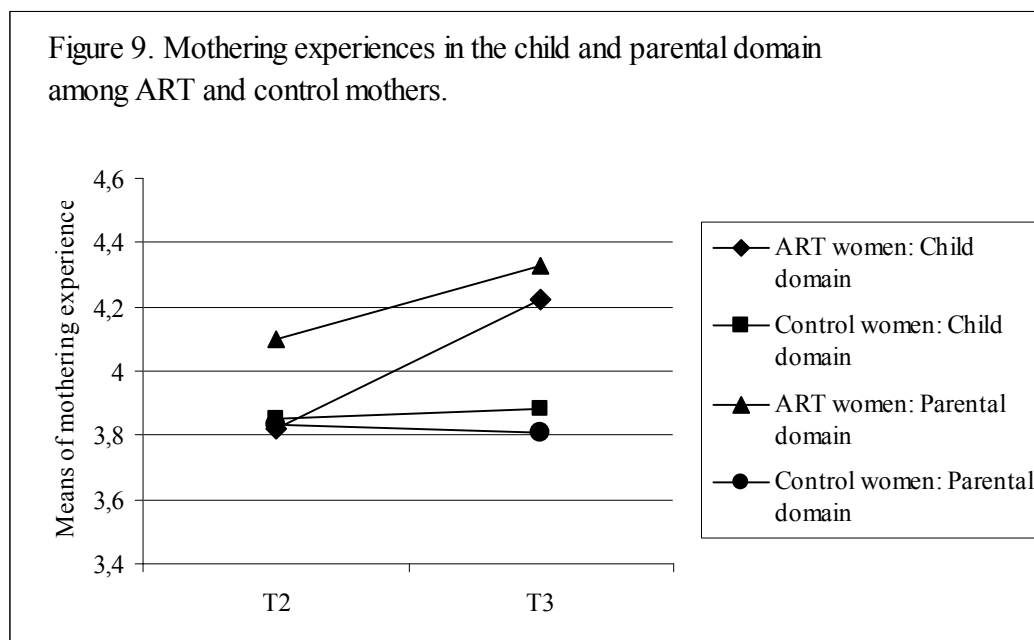 Figure 9. Mothering experiences in the child and parental domain
among ART and control mothers.
Means of mothering experience
4,6
4,4
4,2
4
3,8
3,6
3,4
T2
T3
ART women: Child
domain
Control women: Child
domain
ART women: Parental
domain
Control women: Parental
domain